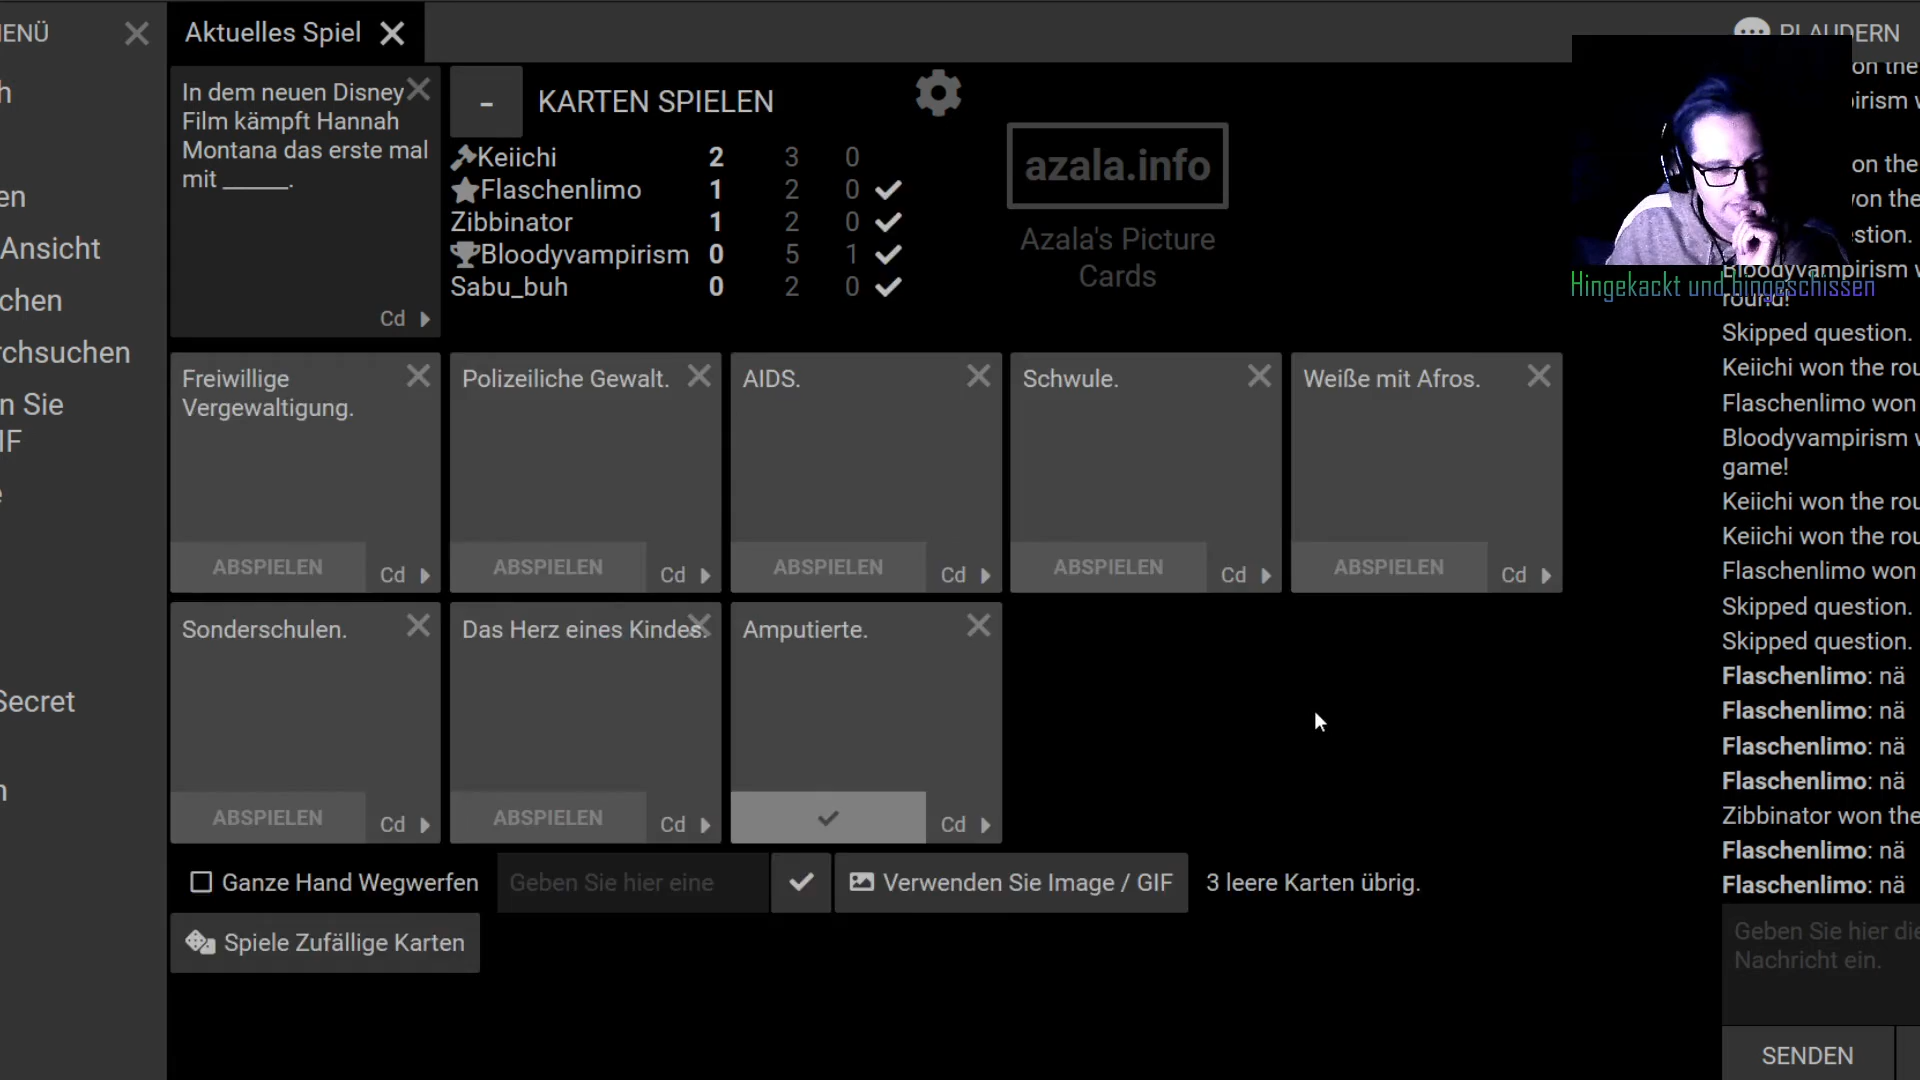 ENÜ
Aktuelles Spiel
PLAUDERN
h
en
Ansicht
chen
rchsuchen
n Sie
IF
e
Secret
n
In dem neuen Disney
Film kämpft Hannah
Montana das erste mal
mit ______.
Cd
-
KARTEN SPIELEN
Keiichi 2 3 0
Flaschenlimo 1 2 0
Zibbinator 1 2 0
Bloodyvampirism 0 5 1
Sabu_buh 0 2 0
azala.info
Azala's Picture
Cards
Freiwillige
Vergewaltigung.
ABSPIELEN
Cd
Polizeiliche Gewalt.
ABSPIELEN
Cd
AIDS.
ABSPIELEN
Cd
Schwule.
ABSPIELEN
Cd
Weiße mit Afros.
ABSPIELEN
Cd
Sonderschulen.
ABSPIELEN
Cd
Das Herz eines Kindes.
ABSPIELEN
Cd
Amputierte.
Cd
Ganze Hand Wegwerfen
Geben Sie hier eine
Verwenden Sie Image / GIF
3 leere Karten übrig.
Spiele Zufällige Karten
Hingekackt und hingeschissen
on the
pirism w
on the
von the
stion.
Bloodyvampirism w
round!
Skipped question.
Keiichi won the rou
Flaschenlimo won
Bloodyvampirism w
game!
Keiichi won the rou
Keiichi won the rou
Flaschenlimo won
Skipped question.
Skipped question.
Flaschenlimo: nä
Flaschenlimo: nä
Flaschenlimo: nä
Flaschenlimo: nä
Zibbinator won the
Flaschenlimo: nä
Flaschenlimo: nä
Geben Sie hier die
Nachricht ein.
SENDEN